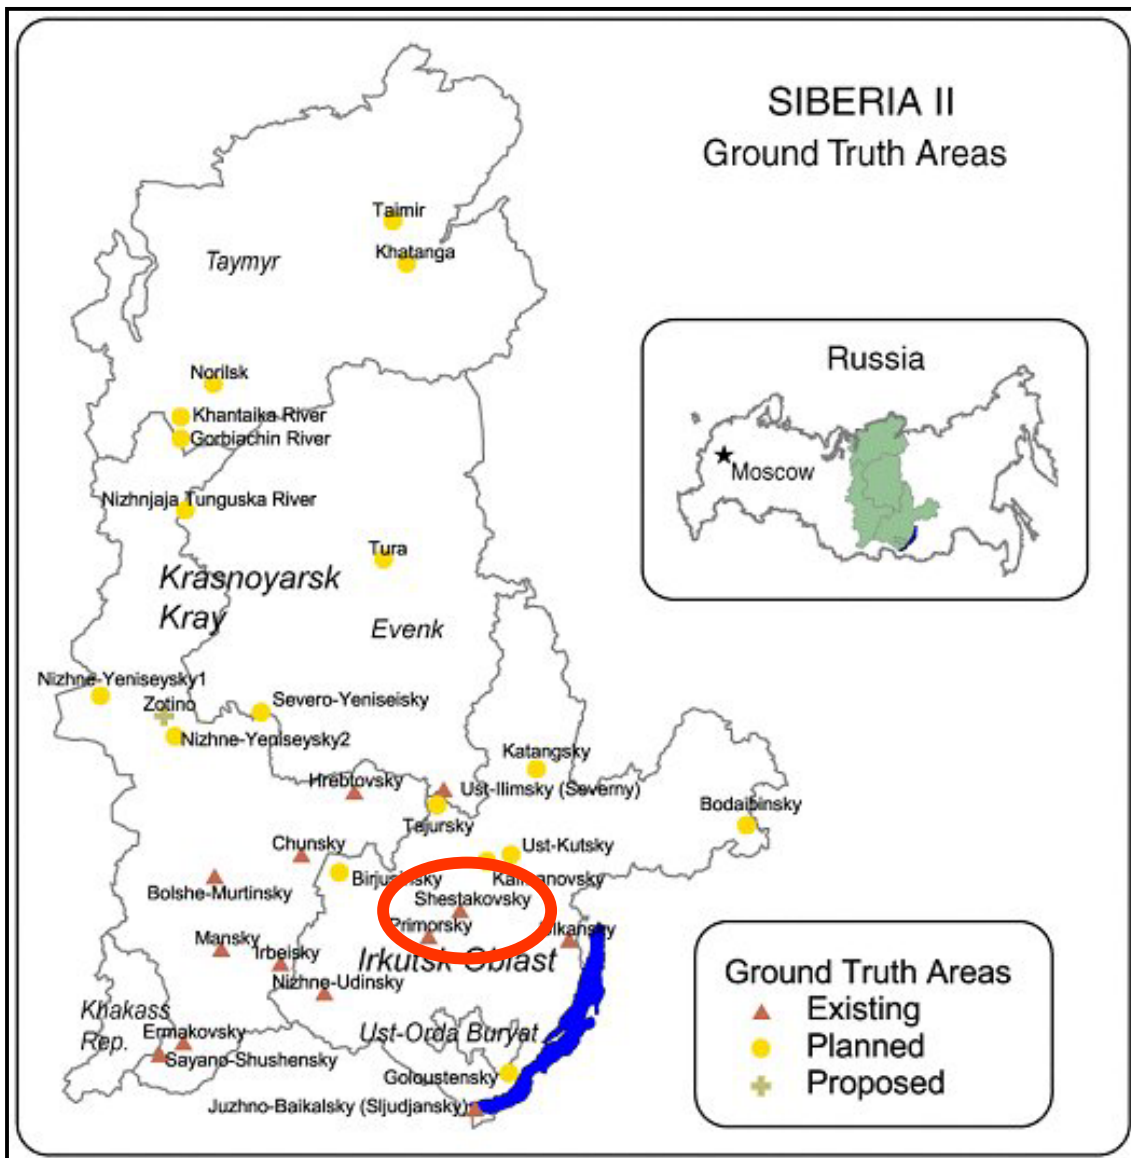 SIBERIA II
Ground Truth Areas
Taimir
Khatanga
Taymyr
Norilsk
Khantaika River
Gorbiachin River
Nizhnjaja Tunguska River
Tura
Krasnoyarsk
Kray
Evenk
Nizhne-Yeniseysky1
Zotino
Severo-Yeniseisky
Nizhne-Yeniseysky2
Katangsky
Hrebtovsky
Ust-Ilimsky (Severny)
Bodaibinsky
Tajursky
Chunsky
Ust-Kutsky
Birjusinsky
Bolshe-Murtinsky
Shestakovsky
Primorsky
Mansky
Irbeisky
Irkutsk Oblast
Nizhne-Udinsky
Khakass
Rep.
Ermakovsky
Ust-Orda Buryat
Sayano-Shushensky
Goloustensky
Juzhno-Baikalsky (Sljudjansky)
Russia
Moscow
Ground Truth Areas
Existing
Planned
Proposed